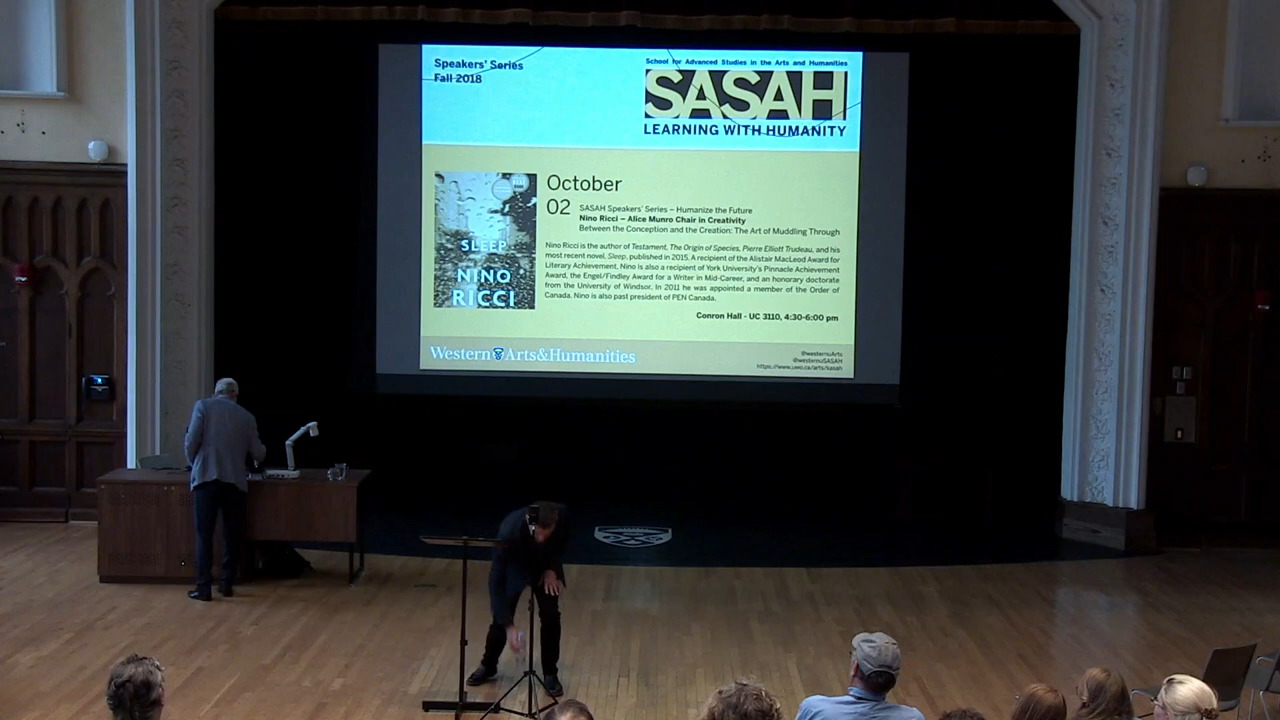 Speakers' Series
Fall 2018
School for Advanced Studies in the Arts and Humanities
SASAH
LEARNING WITH HUMANITY
SLEEP
NINO
RICCI
October
02
SASAH Speakers' Series – Humanize the Future
Nino Ricci – Alice Munro Chair in Creativity
Between the Conception and the Creation: The Art of Muddling Through
Nino Ricci is the author of Testament, The Origin of Species, Pierre Elliott Trudeau, and his
most recent novel, Sleep, published in 2015. A recipient of the Alistair MacLeod Award for
Literary Achievement, Nino is also a recipient of York University's Pinnacle Achievement
Award, the Engel/Findley Award for a Writer in Mid-Career, and an honorary doctorate
from the University of Windsor. In 2011 he was appointed a member of the Order of
Canada. Nino is also past president of PEN Canada.
Conron Hall - UC 3110, 4:30-6:00 pm
Western Arts&Humanities
@westernuArts
@westernuSASAH
https://www.uwo.ca/arts/sasah